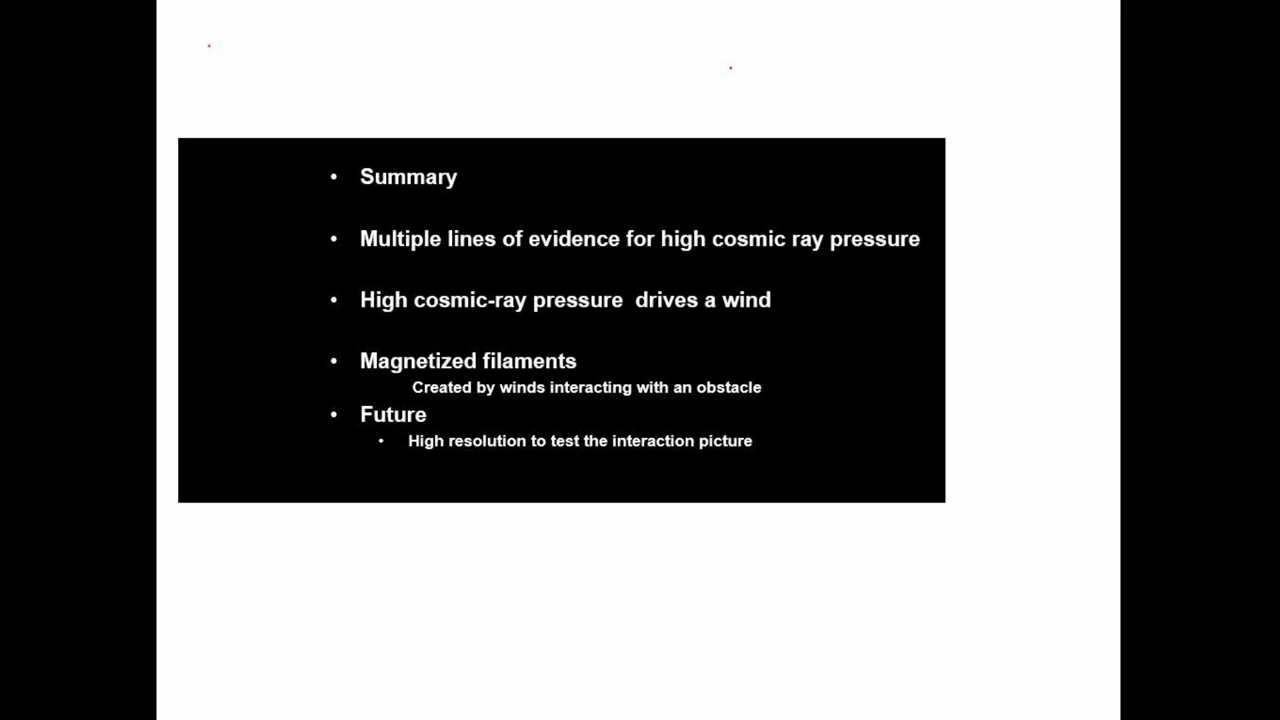 • Summary
• Multiple lines of evidence for high cosmic ray pressure
• High cosmic-ray pressure  drives a wind
• Magnetized filaments
Created by winds interacting with an obstacle
• Future
• High resolution to test the interaction picture